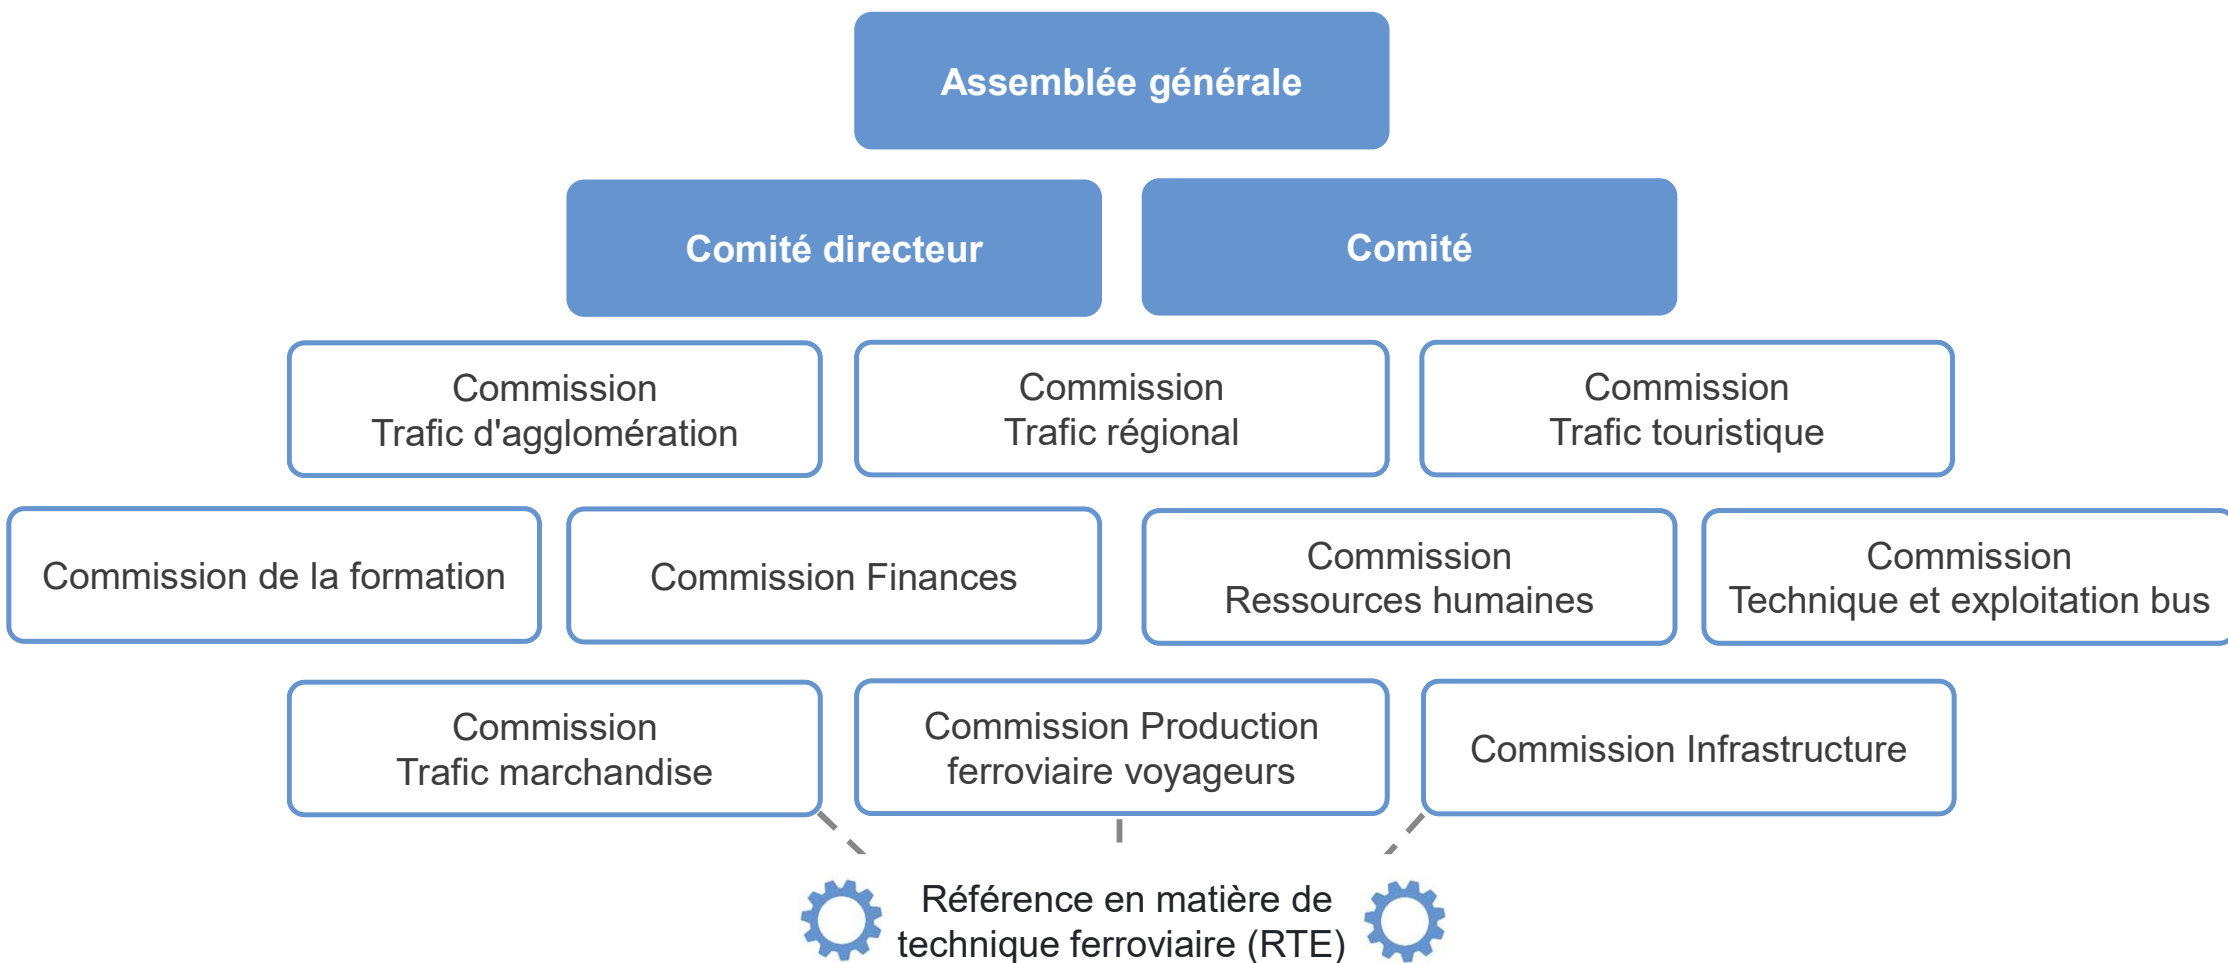 Assemblée générale
Comité directeur
Comité
Commission
Trafic d'agglomération
Commission
Trafic régional
Commission
Trafic touristique
Commission de la formation
Commission Finances
Commission
Ressources humaines
Commission
Technique et exploitation bus
Commission
Trafic marchandise
Commission Production
ferroviaire voyageurs
Commission Infrastructure
Référence en matière de
technique ferroviaire (RTE)